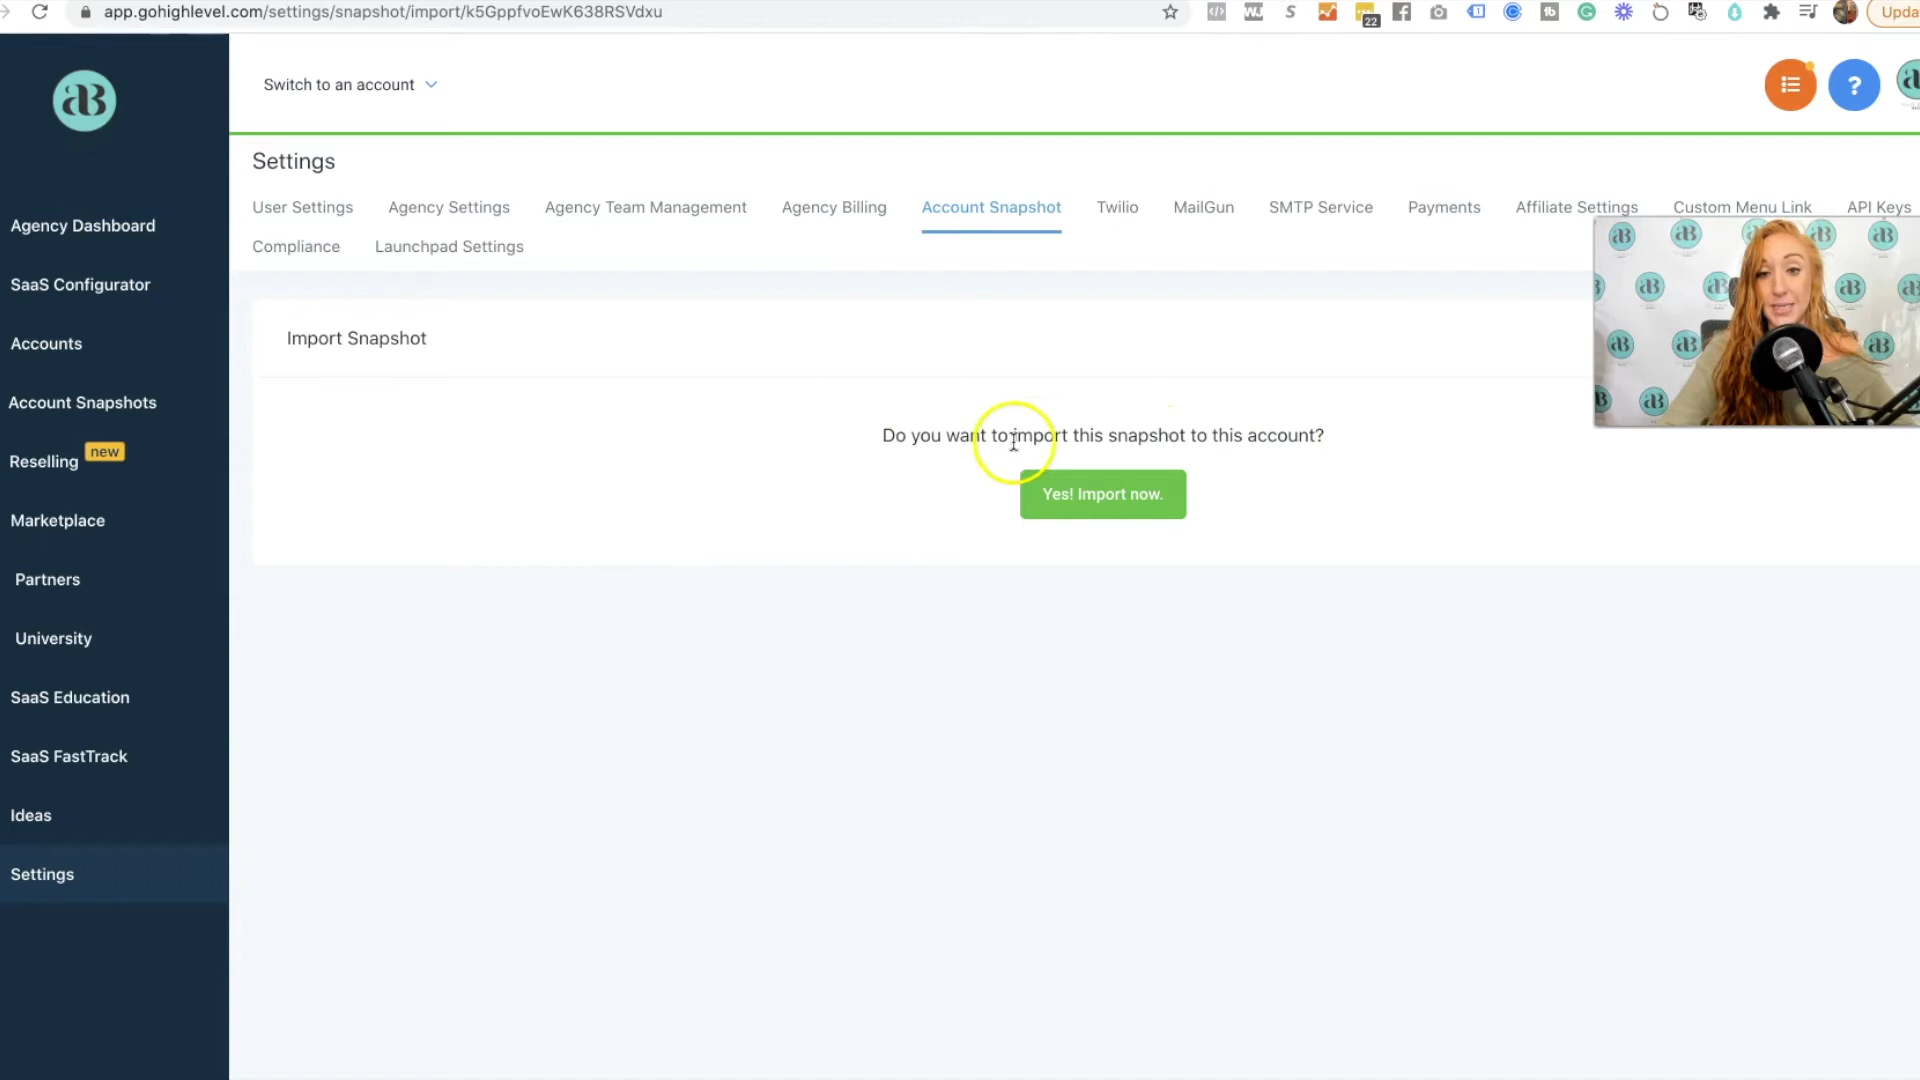 app.gohighlevel.com/settings/snapshot/import/k5GppfvoEwK638RSVdxu
22
Upda
aB
Switch to an account
?
Settings
User Settings Agency Settings Agency Team Management Agency Billing Account Snapshot Twilio MailGun SMTP Service Payments Affiliate Settings Custom Menu Link API Keys
Compliance Launchpad Settings
Agency Dashboard
SaaS Configurator
Accounts
Account Snapshots
Reselling new
Marketplace
Partners
University
SaaS Education
SaaS FastTrack
Ideas
Settings
Import Snapshot
Do you want to import this snapshot to this account?
Yes! Import now.